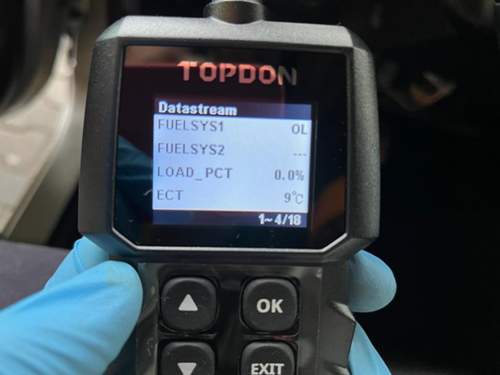 TOPDON
Datastream
FUELSYS1 OL
FUELSYS2 ---
LOAD_PCT 0.0%
ECT 9℃
1~ 4/18
▲ OK
▼ EXIT